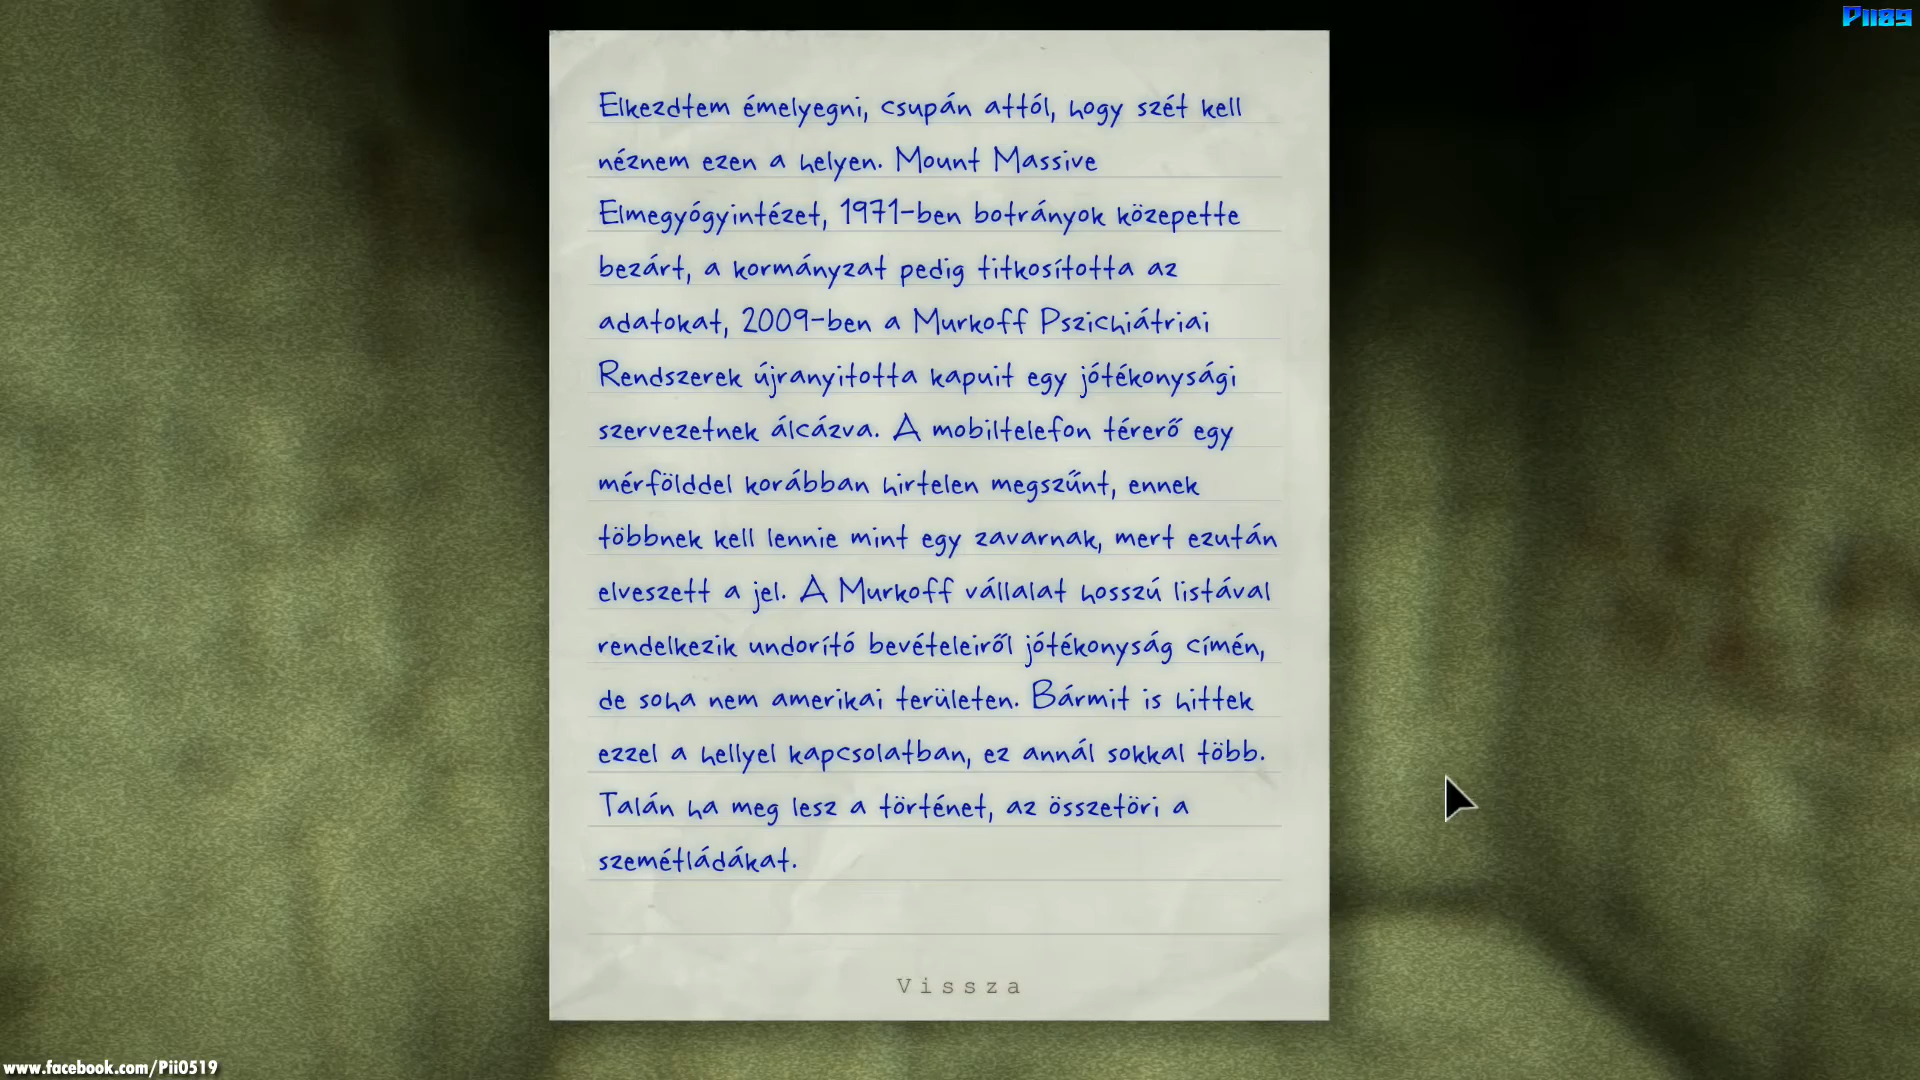 Pii89
Elkezdtem émelyegni, csupán attól, hogy szét kell
néznem ezen a helyen. Mount Massive
Elmegyógyintézet, 1971-ben botrányok közepette
bezárt, a kormányzat pedig titkosította az
adatokat, 2009-ben a Murkoff Pszichiátriai
Rendszerek újranyitotta kapuit egy jótékonysági
szervezetnek álcázva. A mobiltelefon térerő egy
mérfölddel korábban hirtelen megszűnt, ennek
többnek kell lennie mint egy zavarnak, mert ezután
elveszett a jel. A Murkoff vállalat hosszú listával
rendelkezik undorító bevételeiről jótékonyság címén,
de soha nem amerikai területen. Bármit is hittek
ezzel a hellyel kapcsolatban, ez annál sokkal több.
Talán ha meg lesz a történet, az összetöri a
szemétládákat.
Vissza
www.facebook.com/Pii0519